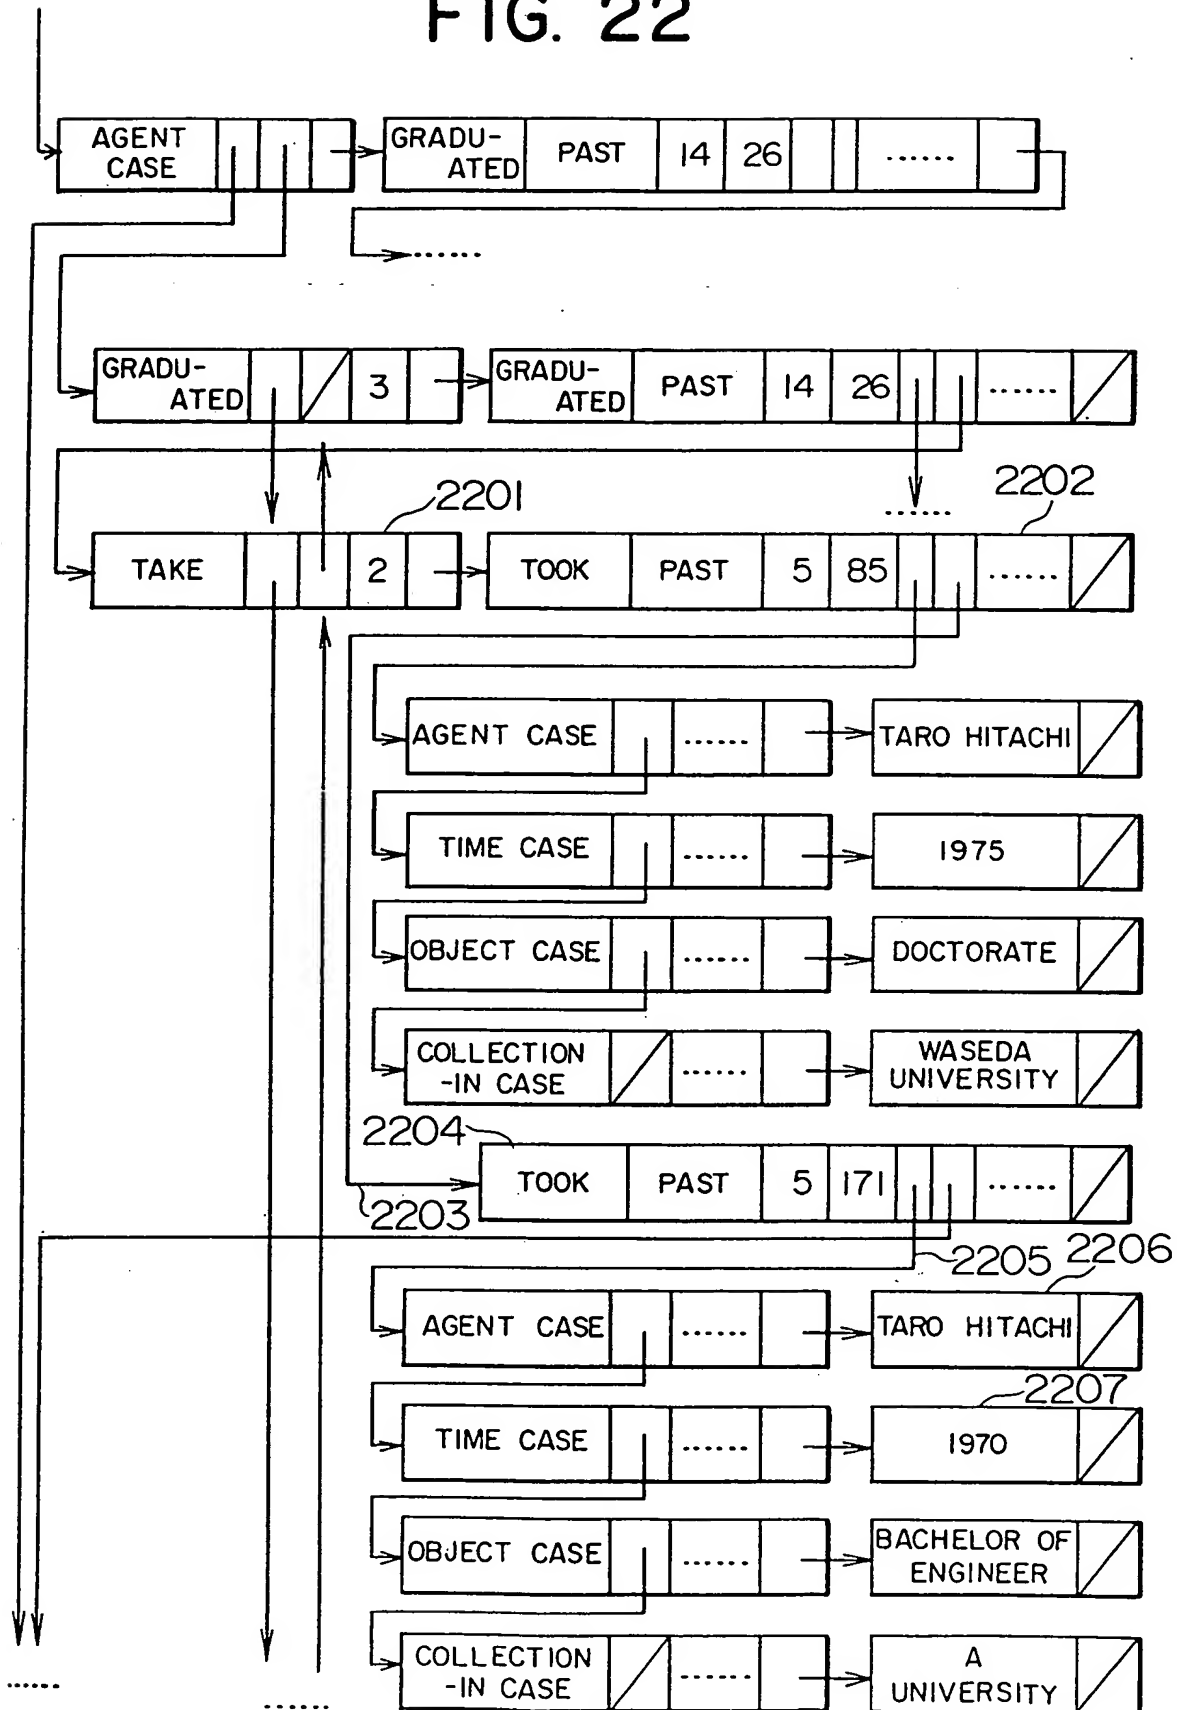 FIG. 22
AGENT
CASE
GRADU-
ATED
PAST
14
26
......
......
GRADU-
ATED
3
GRADU-
ATED
PAST
14
26
......
......
2201
2202
TAKE
2
TOOK
PAST
5
85
......
AGENT CASE
......
TARO HITACHI
TIME CASE
......
1975
OBJECT CASE
......
DOCTORATE
COLLECTION
-IN CASE
......
WASEDA
UNIVERSITY
2204
TOOK
PAST
5
171
......
2203
2205
2206
AGENT CASE
......
TARO HITACHI
2207
TIME CASE
......
1970
OBJECT CASE
......
BACHELOR OF
ENGINEER
COLLECTION
-IN CASE
......
A
UNIVERSITY
......
......